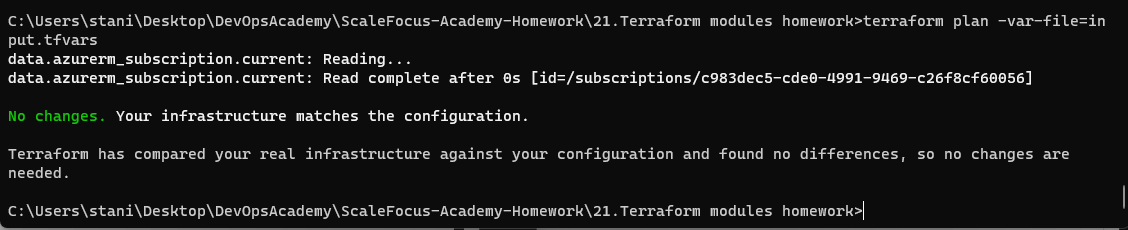 C:\Users\stani\Desktop\DevOpsAcademy\ScaleFocus-Academy-Homework\21.Terraform modules homework>terraform plan -var-file=in
put.tfvars
data.azurerm_subscription.current: Reading...
data.azurerm_subscription.current: Read complete after 0s [id=/subscriptions/c983dec5-cde0-4991-9469-c26f8cf60056]
No changes. Your infrastructure matches the configuration.
Terraform has compared your real infrastructure against your configuration and found no differences, so no changes are
needed.
C:\Users\stani\Desktop\DevOpsAcademy\ScaleFocus-Academy-Homework\21.Terraform modules homework>